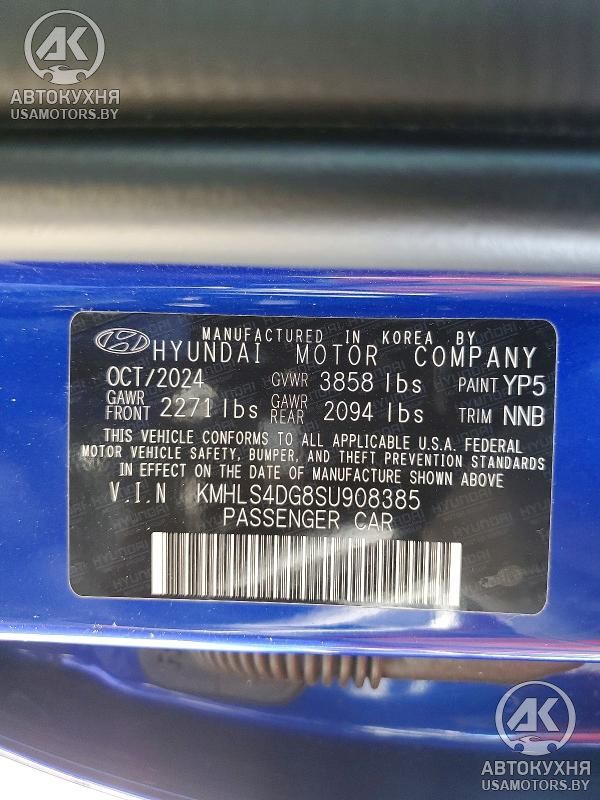 AK
АВТОКУХНЯ
USAMOTORS.BY
MANUFACTURED IN KOREA BY
HYUNDAI MOTOR COMPANY
OCT/2024 GVWR 3858 lbs PAINT YP5
GAWR FRONT 2271 lbs GAWR REAR 2094 lbs TRIM NNB
THIS VEHICLE CONFORMS TO ALL APPLICABLE U.S.A. FEDERAL
MOTOR VEHICLE SAFETY, BUMPER, AND THEFT PREVENTION STANDARDS
IN EFFECT ON THE DATE OF MANUFACTURE SHOWN ABOVE
V.I.N KMHLS4DG8SU908385
PASSENGER CAR
AK
АВТОКУХНЯ
USAMOTORS.BY